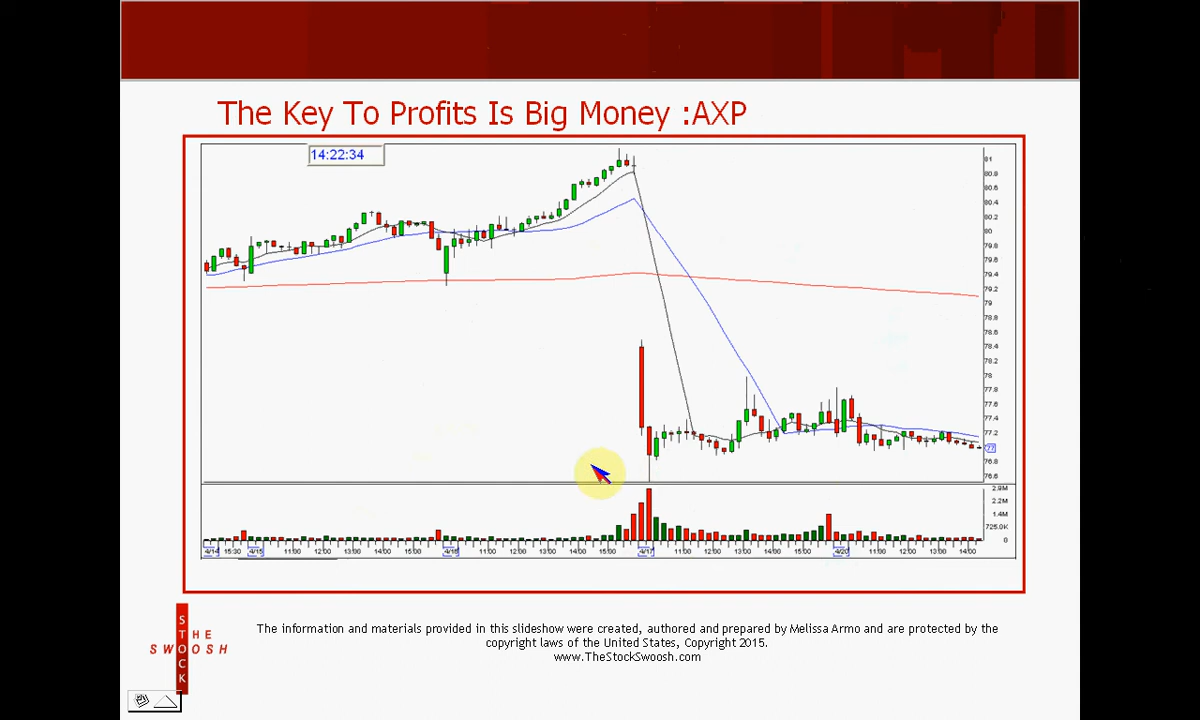 The Key To Profits Is Big Money :AXP
14:22:34
81
80.8
80.6
80.4
80.2
80
79.8
79.6
79.4
79.2
79
78.8
78.6
78.4
78.2
78
77.8
77.6
77.4
77.2
77
76.8
76.6
2.9M
2.2M
1.4M
725.0K
0
4/14 15:30 4/15 11:00 12:00 13:00 14:00 15:00 4/16 11:00 12:00 13:00 14:00 15:00 4/17 11:00 12:00 13:00 14:00 15:00 4/20 11:00 12:00 13:00 14:00
The information and materials provided in this slideshow were created, authored and prepared by Melissa Armo and are protected by the
copyright laws of the United States, Copyright 2015.
www.TheStockSwoosh.com
THE
STOCK
SWOOSH